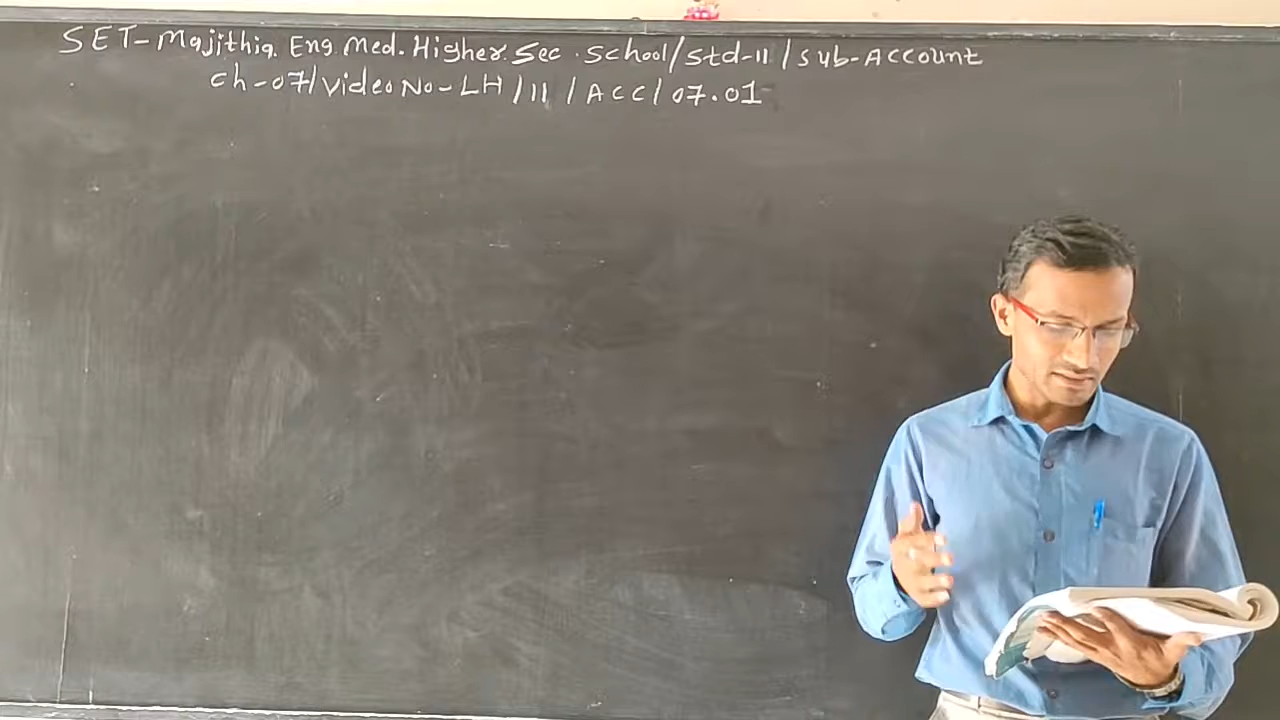 SET-Majithia Eng Med. Higher Sec. School/Std-11/Sub-Account
Ch-07/Video No-LH/11/ACC/07.01